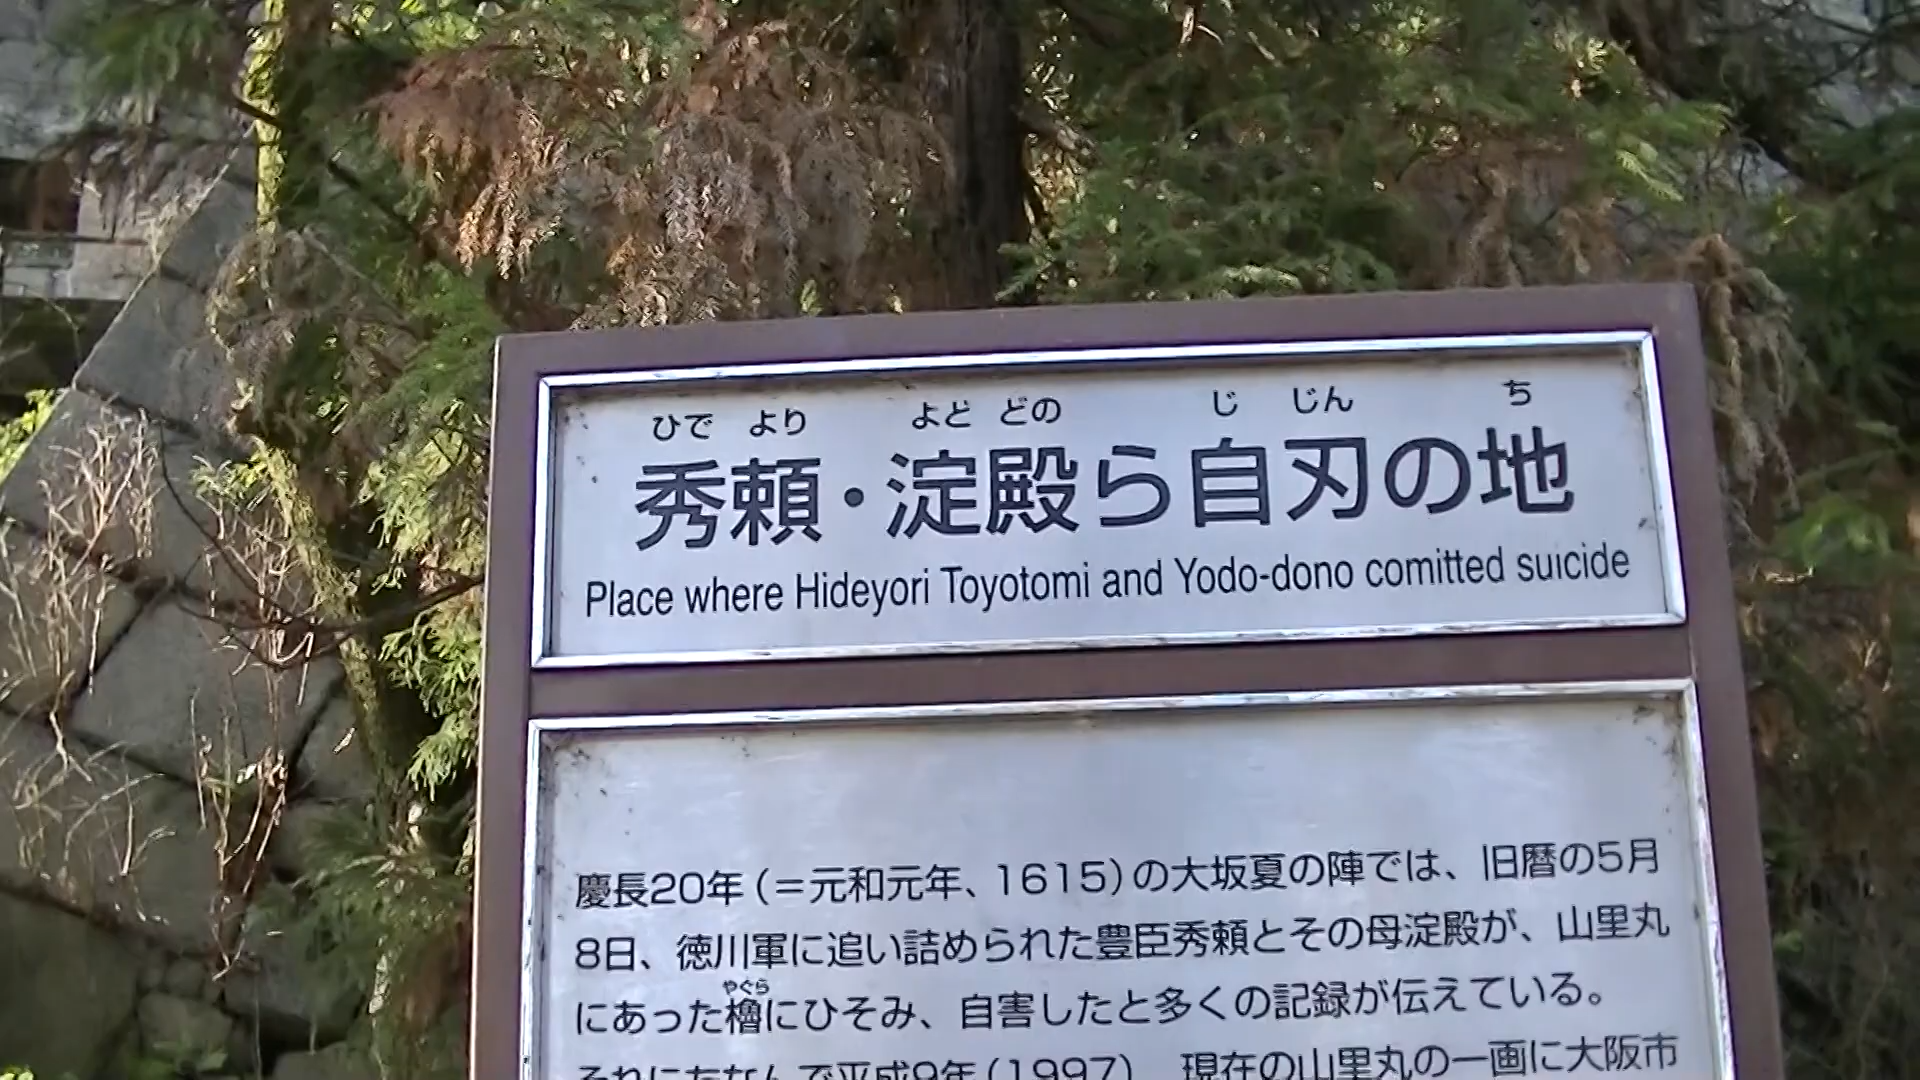 ひで より よど どの じ じん ち
秀頼・淀殿ら自刃の地
Place where Hideyori Toyotomi and Yodo-dono comitted suicide
慶長20年（＝元和元年、1615）の大坂夏の陣では、旧暦の5月
8日、徳川軍に追い詰められた豊臣秀頼とその母淀殿が、山里丸
やぐら
にあった櫓にひそみ、自害したと多くの記録が伝えている。
それにちなんで平成9年（1997）、現在の山里丸の一画に大阪市